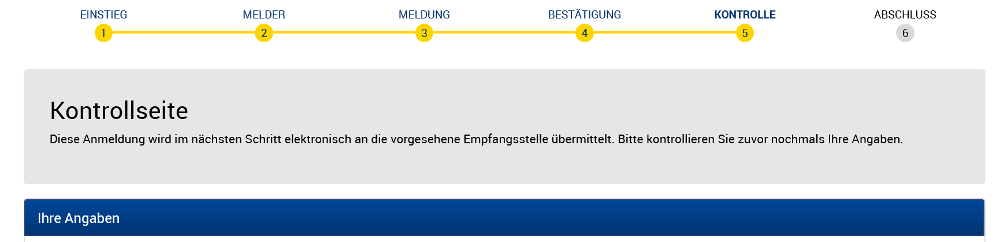 EINSTIEG MELDER MELDUNG BESTÄTIGUNG KONTROLLE ABSCHLUSS
1 2 3 4 5 6
Kontrollseite
Diese Anmeldung wird im nächsten Schritt elektronisch an die vorgesehene Empfangsstelle übermittelt. Bitte kontrollieren Sie zuvor nochmals Ihre Angaben.
Ihre Angaben